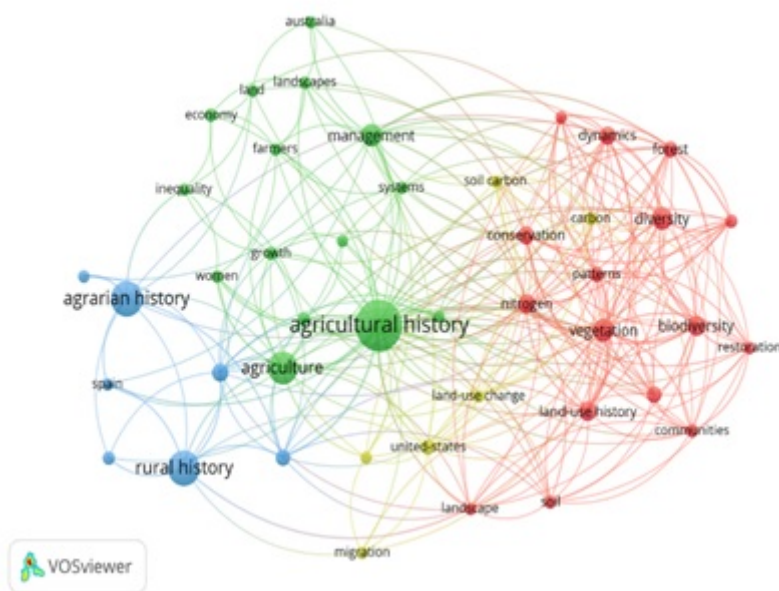 australia
land
landscapes
economy
management
dynamics
farmers
forest
inequality
systems
soil carbon
carbon
diversity
conservation
growth
women
patterns
agrarian history
nitrogen
agricultural history
vegetation
biodiversity
restoration
agriculture
spain
land-use change
land-use history
communities
united-states
rural history
landscape
soil
migration
VOSviewer